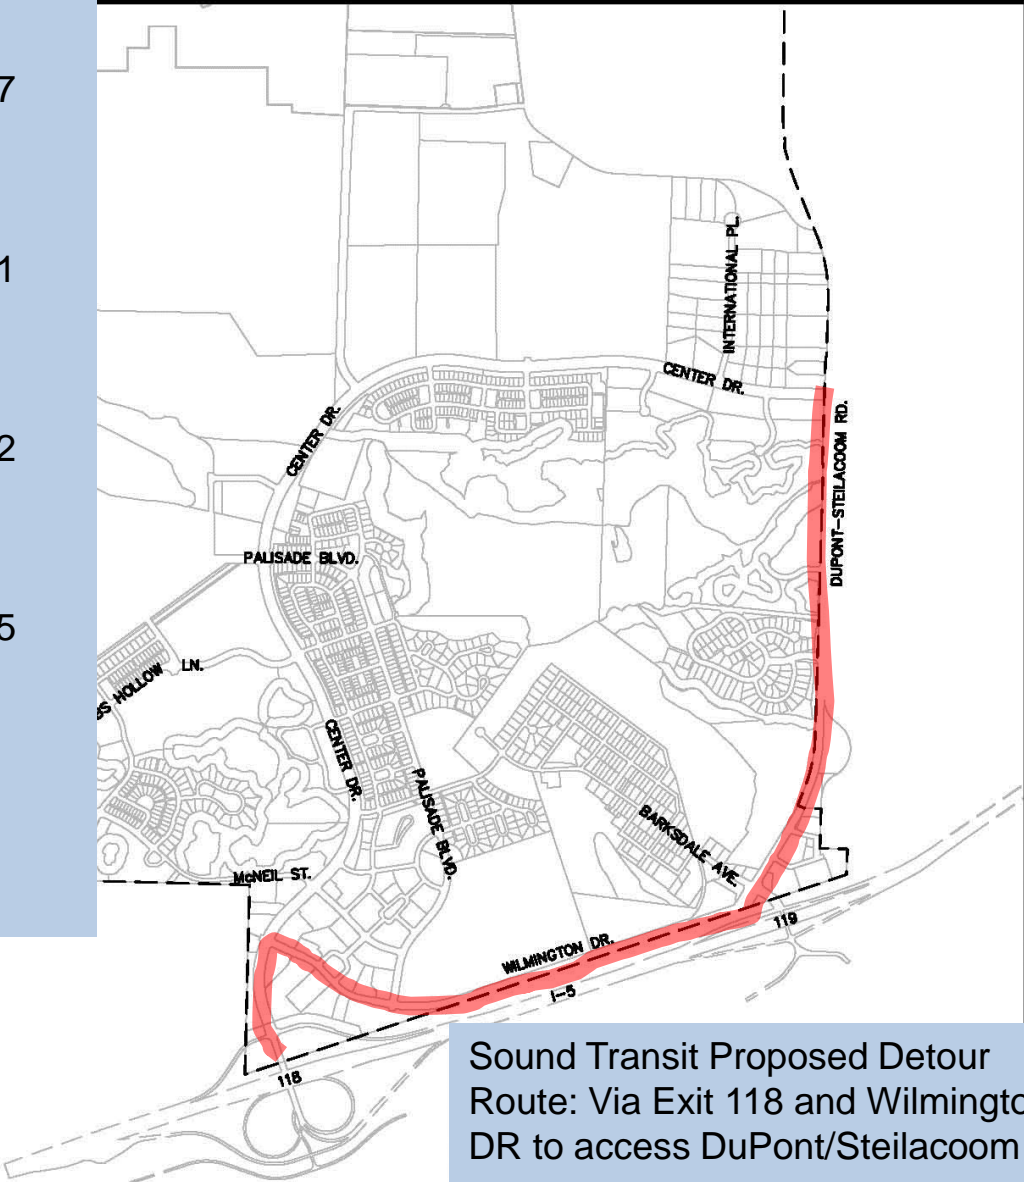 7
1
2
5
INTERNATIONAL PL.
CENTER DR.
CENTER DR.
DUPONT-STEILACOOM RD.
PALISADE BLVD.
BS HOLLOW LN.
CENTER DR.
PALISADE BLVD.
BARKSDALE AVE.
McNEIL ST.
119
WILMINGTON DR.
I-5
118
Sound Transit Proposed Detour
Route: Via Exit 118 and Wilmingto
DR to access DuPont/Steilacoom